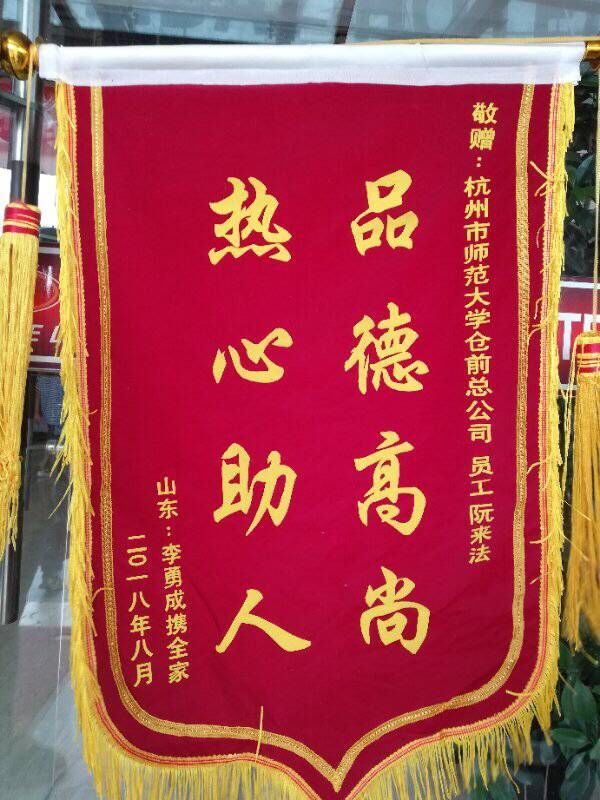 敬赠：杭州市师范大学仓前总公司 员工 阮来法
品德高尚
热心助人
山东：李勇成携全家
二〇一八年八月